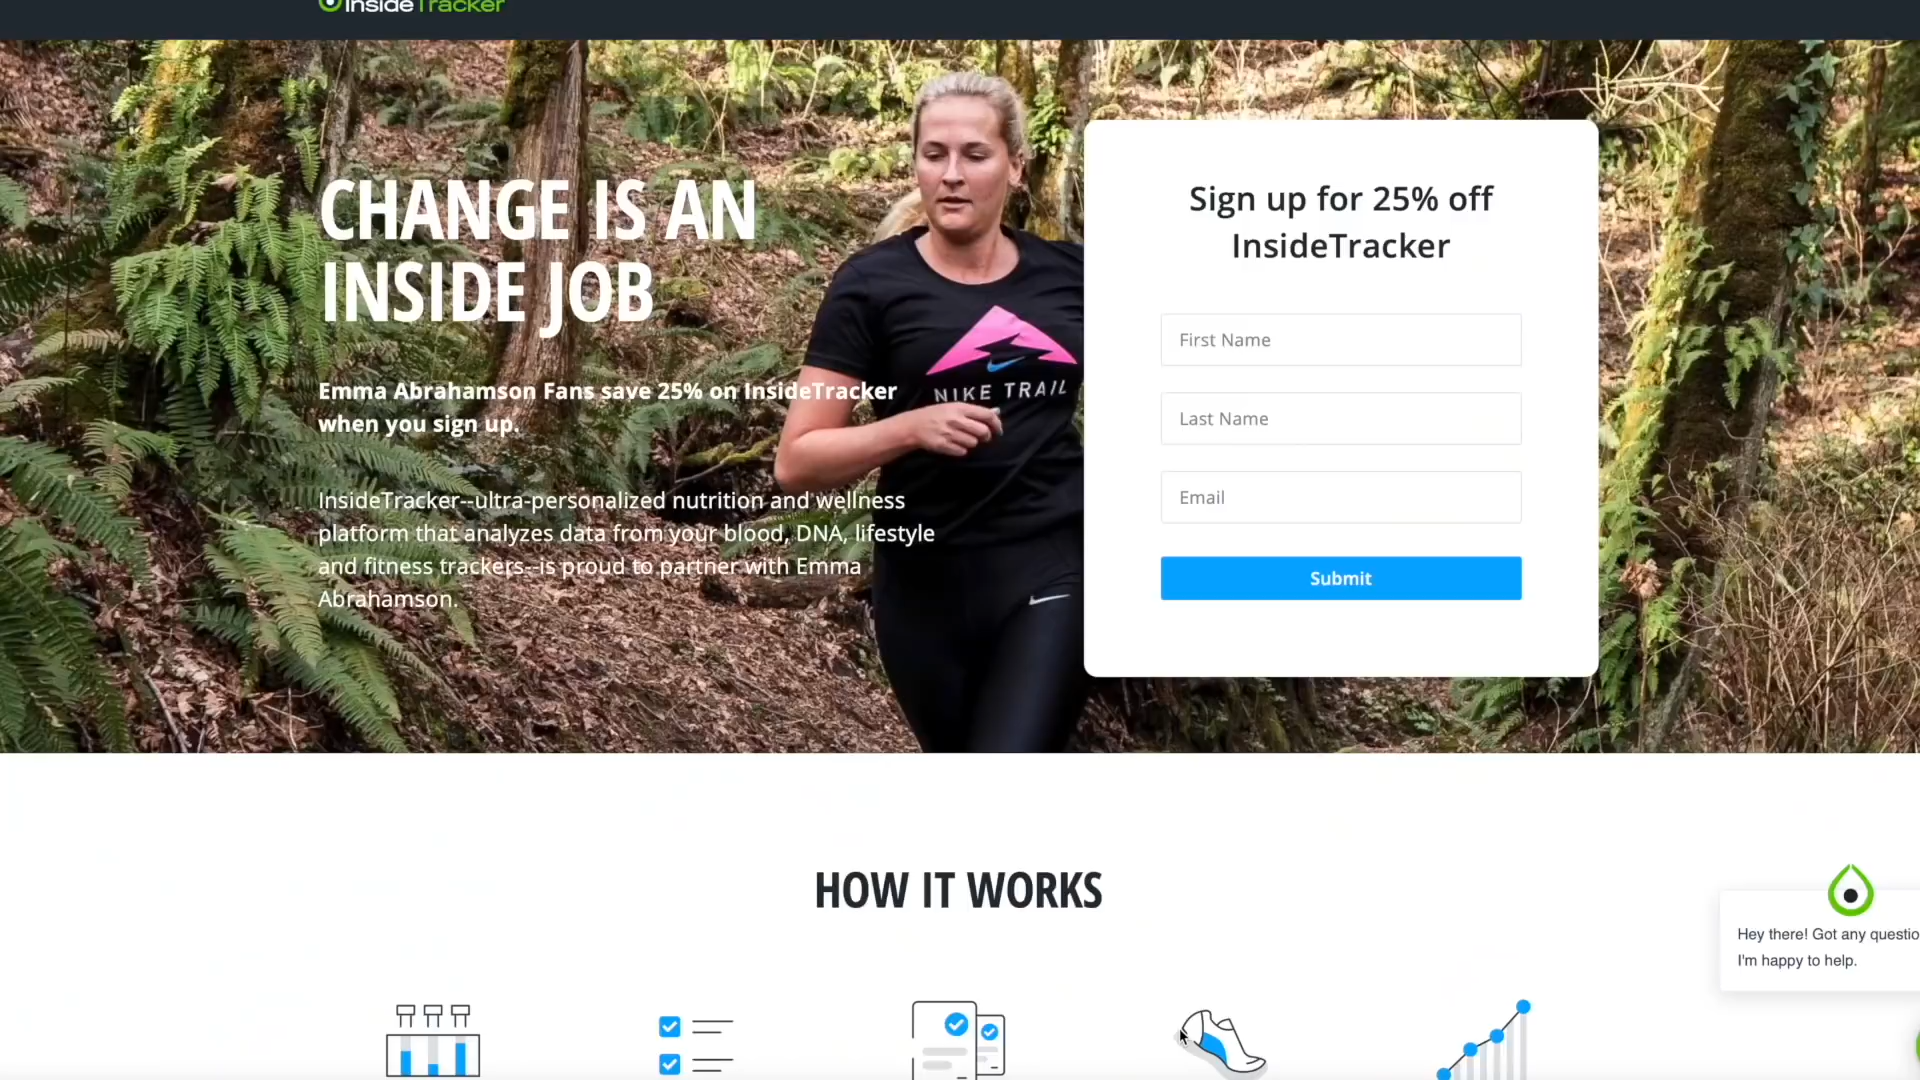 InsideTracker
CHANGE IS AN
INSIDE JOB
Emma Abrahamson Fans save 25% on InsideTracker
when you sign up.
InsideTracker--ultra-personalized nutrition and wellness
platform that analyzes data from your blood, DNA, lifestyle
and fitness trackers--is proud to partner with Emma
Abrahamson.
NIKE TRAIL
Sign up for 25% off
InsideTracker
First Name
Last Name
Email
Submit
HOW IT WORKS
Hey there! Got any questio
I'm happy to help.